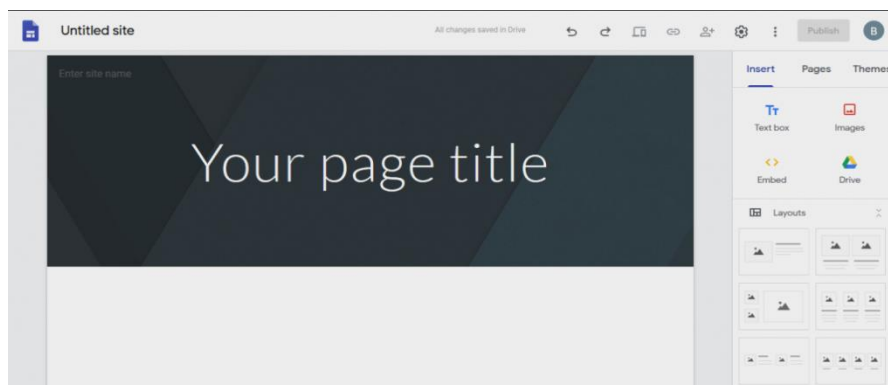 Untitled site
All changes saved in Drive
Publish
B
Enter site name
Your page title
Insert Pages Themes
Text box Images
Embed Drive
Layouts